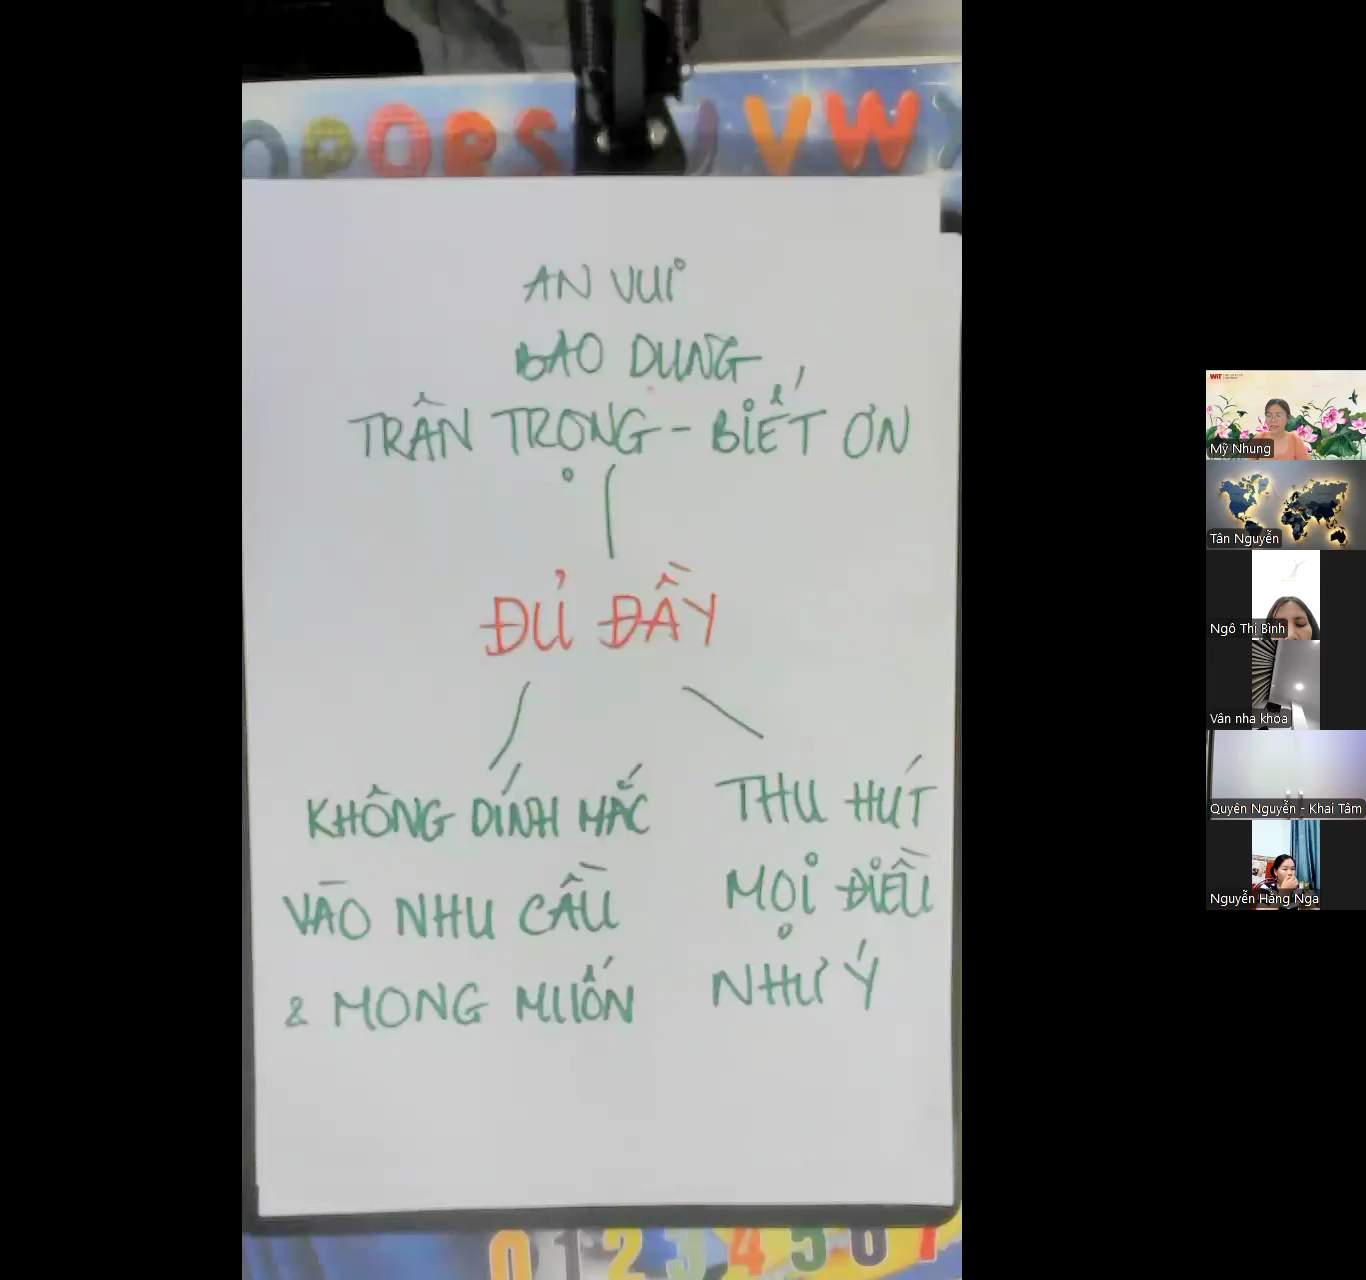 O P Q R S U V W X
AN VUI
BAO DUNG
TRÂN TRỌNG - BIẾT ƠN
ĐỦ ĐẦY
KHÔNG DÍNH MẮC
VÀO NHU CẦU
& MONG MUỐN
THU HÚT
MỌI ĐIỀU
NHƯ Ý
0 1 2 3 4 5 6 7
WIT
Mỹ Nhung
Tân Nguyễn
Ngô Thị Bình
Vân nha khoa
Quyên Nguyễn - Khai Tâm
Nguyễn Hằng Nga